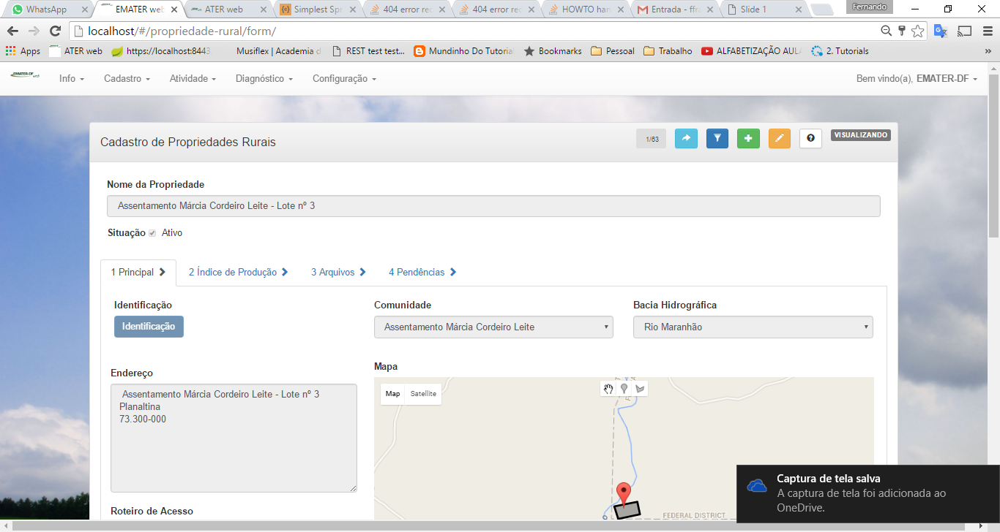 WhatsApp
EMATER web
ATER web
Simplest Spr
404 error rec
404 error rec
HOWTO han
Entrada - ffra
Slide 1
Fernando
localhost/#/propriedade-rural/form/
Apps
ATER web
https://localhost:8443
Musiflex | Academia d
REST test test...
Mundinho Do Tutoria
Bookmarks
Pessoal
Trabalho
ALFABETIZAÇÃO AUL
2. Tutorials
»
EMATER-DF
Info
Cadastro
Atividade
Diagnóstico
Configuração
Bem vindo(a), EMATER-DF
Cadastro de Propriedades Rurais
1/63
VISUALIZANDO
Nome da Propriedade
Assentamento Márcia Cordeiro Leite - Lote nº 3
Situação Ativo
1 Principal
2 Índice de Produção
3 Arquivos
4 Pendências
Identificação
Comunidade
Bacia Hidrográfica
Identificação
Assentamento Márcia Cordeiro Leite
Rio Maranhão
Endereço
Mapa
Assentamento Márcia Cordeiro Leite - Lote nº 3
Planaltina
73.300-000
Map
Satellite
FEDERAL DISTRICT
Roteiro de Acesso
Captura de tela salva
A captura de tela foi adicionada ao
OneDrive.